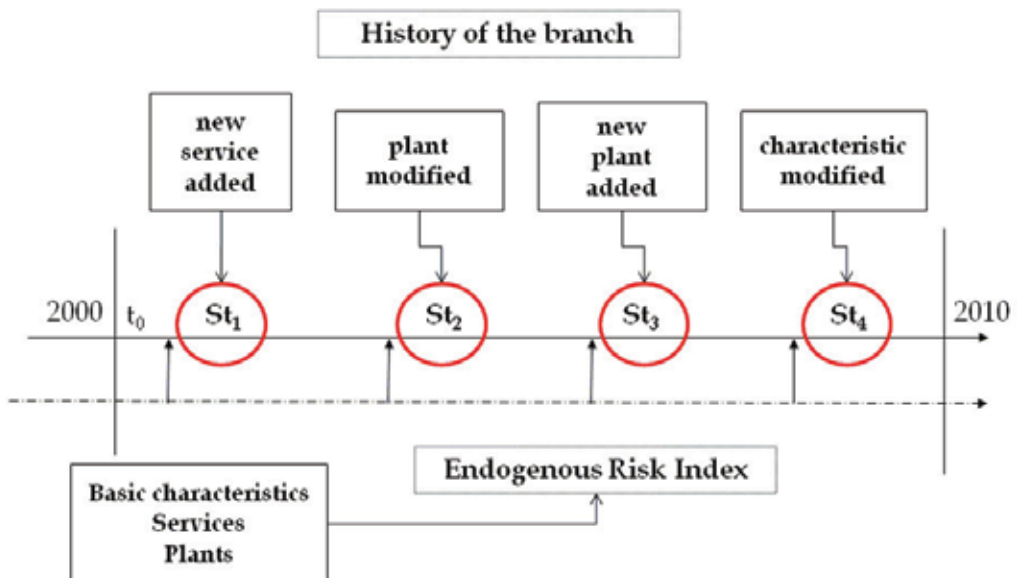 History of the branch
new
service
added
plant
modified
new
plant
added
characteristic
modified
2000
t₀
St₁
St₂
St₃
St₄
2010
Endogenous Risk Index
Basic characteristics
Services
Plants